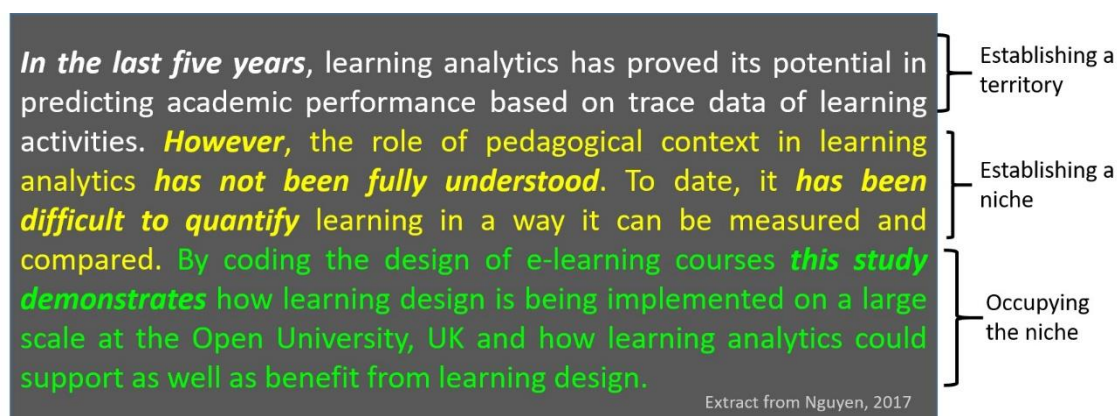 In the last five years, learning analytics has proved its potential in
predicting academic performance based on trace data of learning
activities. However, the role of pedagogical context in learning
analytics has not been fully understood. To date, it has been
difficult to quantify learning in a way it can be measured and
compared. By coding the design of e-learning courses this study
demonstrates how learning design is being implemented on a large
scale at the Open University, UK and how learning analytics could
support as well as benefit from learning design.
Extract from Nguyen, 2017
Establishing a
territory
Establishing a
niche
Occupying
the niche